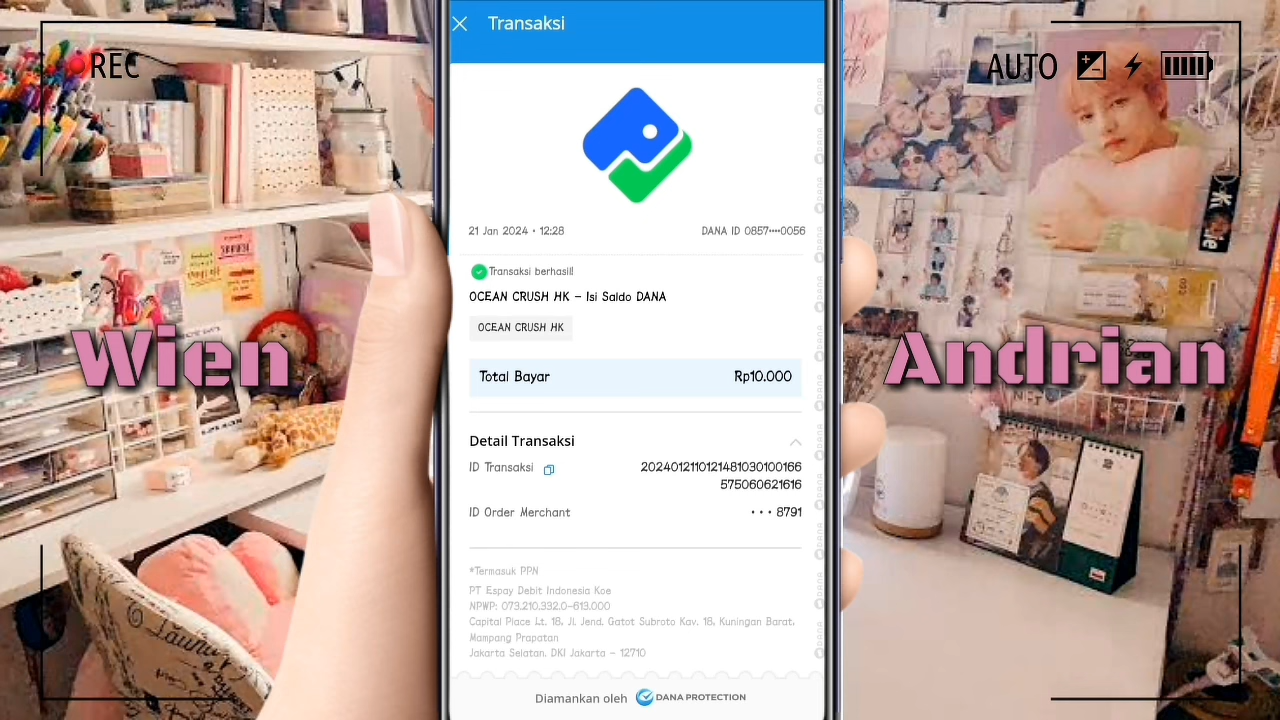 REC
AUTO
Transaksi
21 Jan 2024 • 12:28
DANA ID 0857••••0056
Transaksi berhasil!
OCEAN CRUSH HK – Isi Saldo DANA
OCEAN CRUSH HK
Total Bayar Rp10.000
Wien
Andrian
Detail Transaksi
ID Transaksi 2024012110121481030100166
575060621616
ID Order Merchant • • • 8791
*Termasuk PPN
PT Espay Debit Indonesia Koe
NPWP: 073.210.332.0-613.000
Capital Place Lt. 18, Jl. Jend. Gatot Subroto Kav. 18, Kuningan Barat,
Mampang Prapatan
Jakarta Selatan, DKI Jakarta – 12710
Diamankan oleh DANA PROTECTION